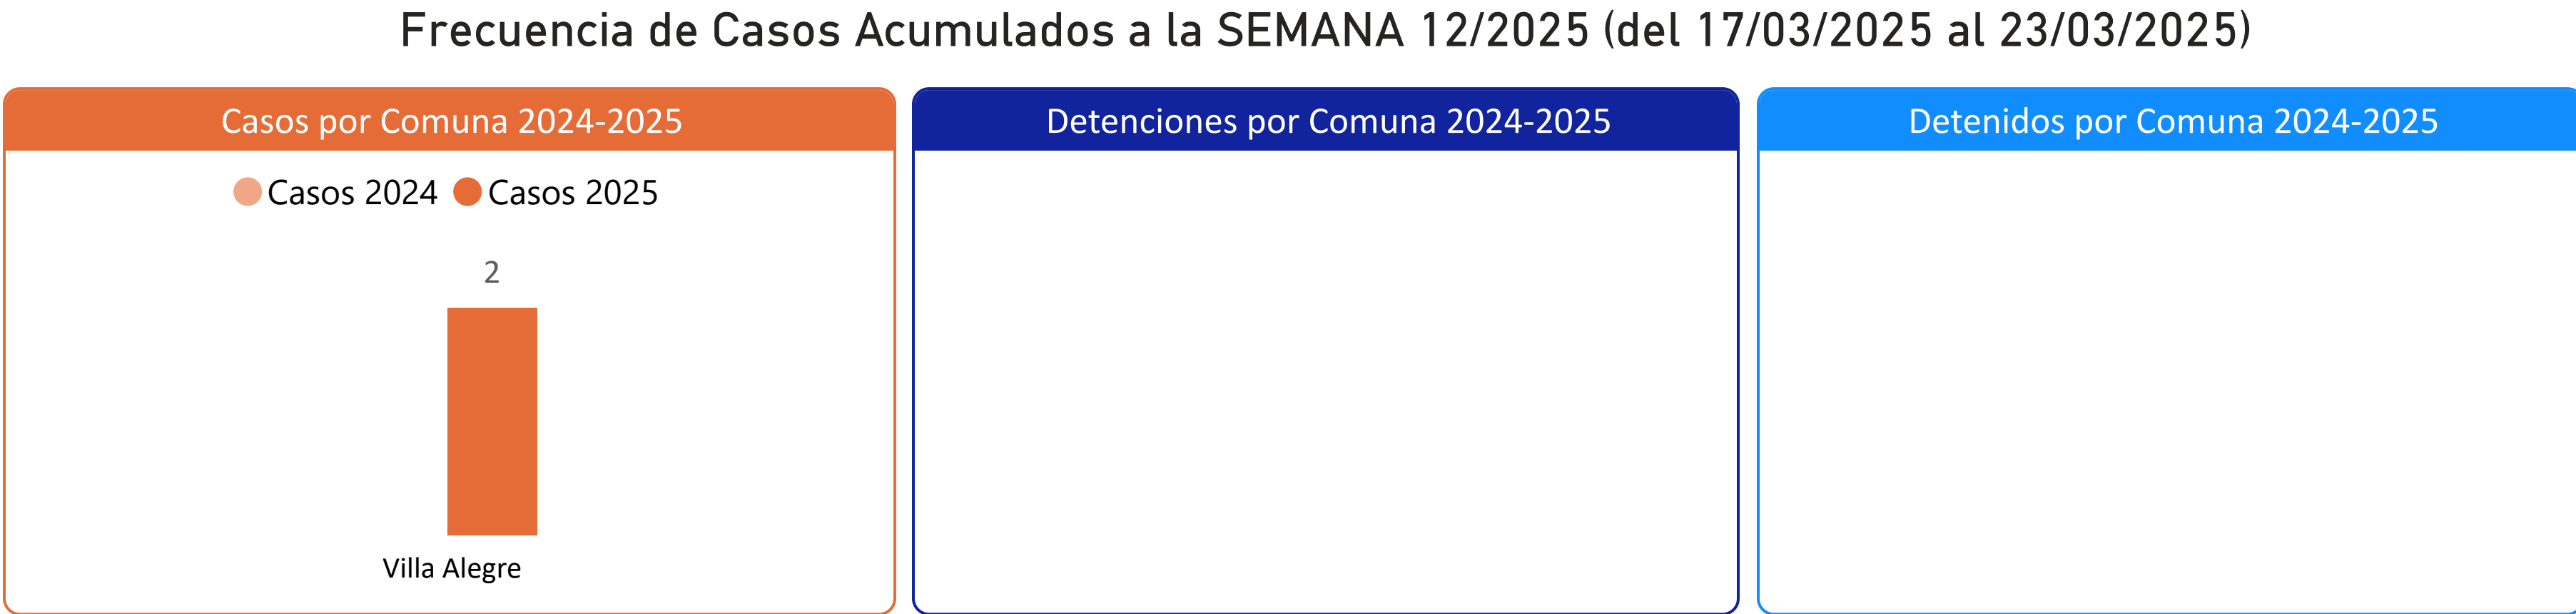 Frecuencia de Casos Acumulados a la SEMANA 12/2025 (del 17/03/2025 al 23/03/2025)
Casos por Comuna 2024-2025
Casos 2024 Casos 2025
2
Villa Alegre
Detenciones por Comuna 2024-2025
Detenidos por Comuna 2024-2025